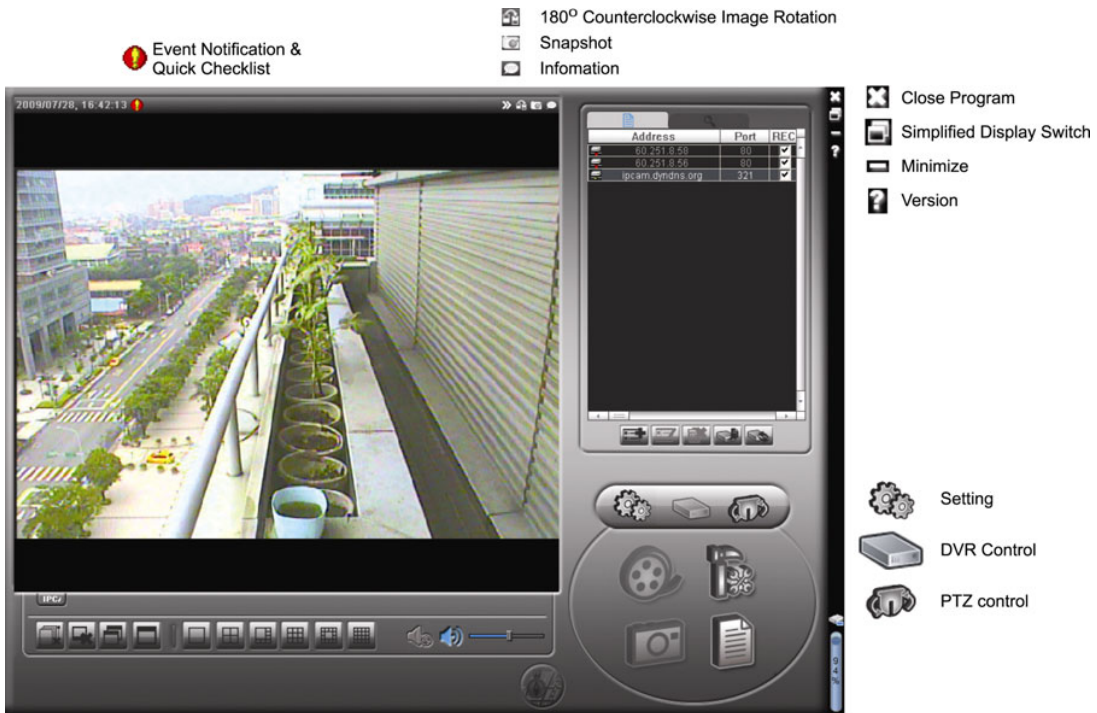 180° Counterclockwise Image Rotation
Snapshot
Infomation
Event Notification &
Quick Checklist
2009/07/28, 16:42:13
Address Port REC
60.251.8.58 80
60.251.8.56 80
ipcam.dyndns.org 321
Close Program
Simplified Display Switch
Minimize
Version
Setting
DVR Control
PTZ control
94%